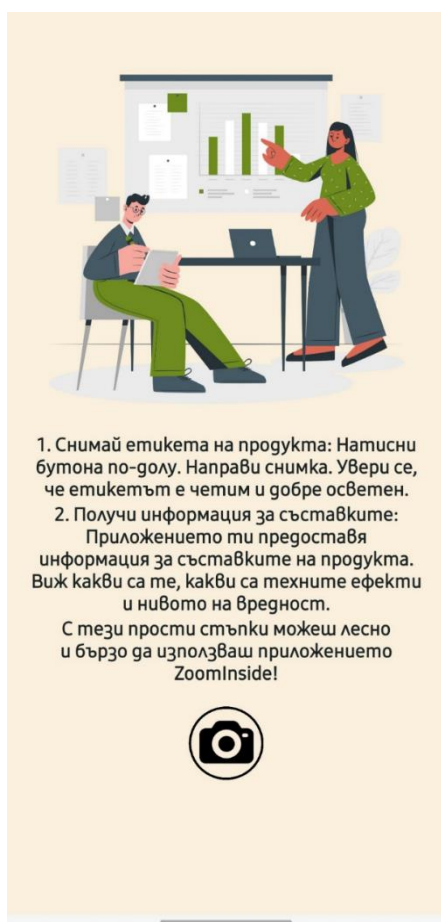 1. Снимай етикета на продукта: Натисни
бутона по-долу. Направи снимка. Увери се,
че етикетът е четим и добре осветен.
2. Получи информация за съставките:
Приложението ти предоставя
информация за съставките на продукта.
Виж какви са те, какви са техните ефекти
и нивото на вредност.
С тези прости стъпки можеш лесно
и бързо да използваш приложението
ZoomInside!